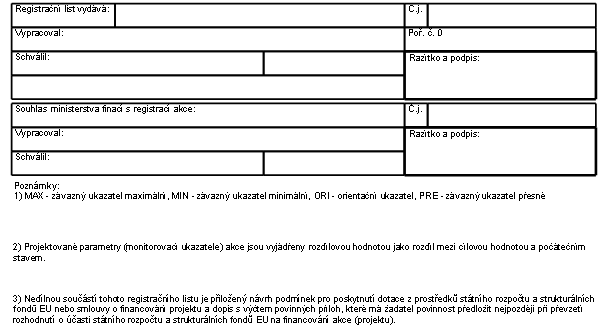 Registrační list vydává: Č.j.
Vypracoval: Poř. č. 0
Schválil: Razítko a podpis:
Souhlas ministerstva finací s registrací akce: Č.j.
Vypracoval: Razítko a podpis:
Schválil:
Poznámky:
1) MAX - závazný ukazatel maximální, MIN - závazný ukazatel minimální, ORI - orientační ukazatel, PRE - závazný ukazatel přesně
2) Projektované parametry (monitorovací ukazatele) akce jsou vyjádřeny rozdílovou hodnotou jako rozdíl mezi cílovou hodnotou a počátečním
stavem.
3) Nedílnou součástí tohoto registračního listu je přiložený návrh podmínek pro poskytnutí dotace z prostředků státního rozpočtu a strukturálních
fondů EU nebo smlouvy o financování projektu a dopis s výčtem povinných příloh, které má žadatel povinnost předložit nejpozději při převzetí
rozhodnutí o účasti státního rozpočtu a strukturálních fondů EU na financování akce (projektu).